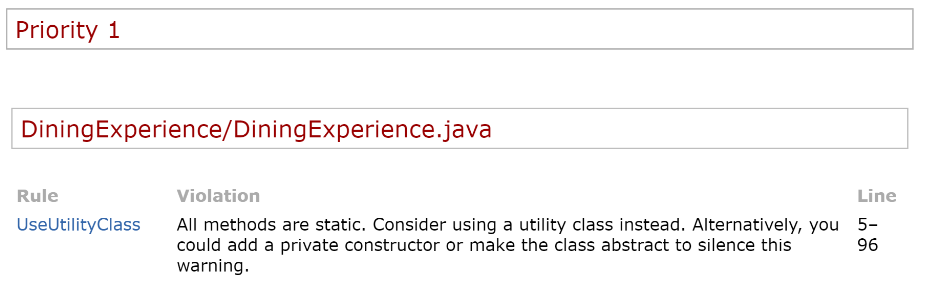 Priority 1
DiningExperience/DiningExperience.java
Rule Violation Line
UseUtilityClass All methods are static. Consider using a utility class instead. Alternatively, you 5–
could add a private constructor or make the class abstract to silence this 96
warning.